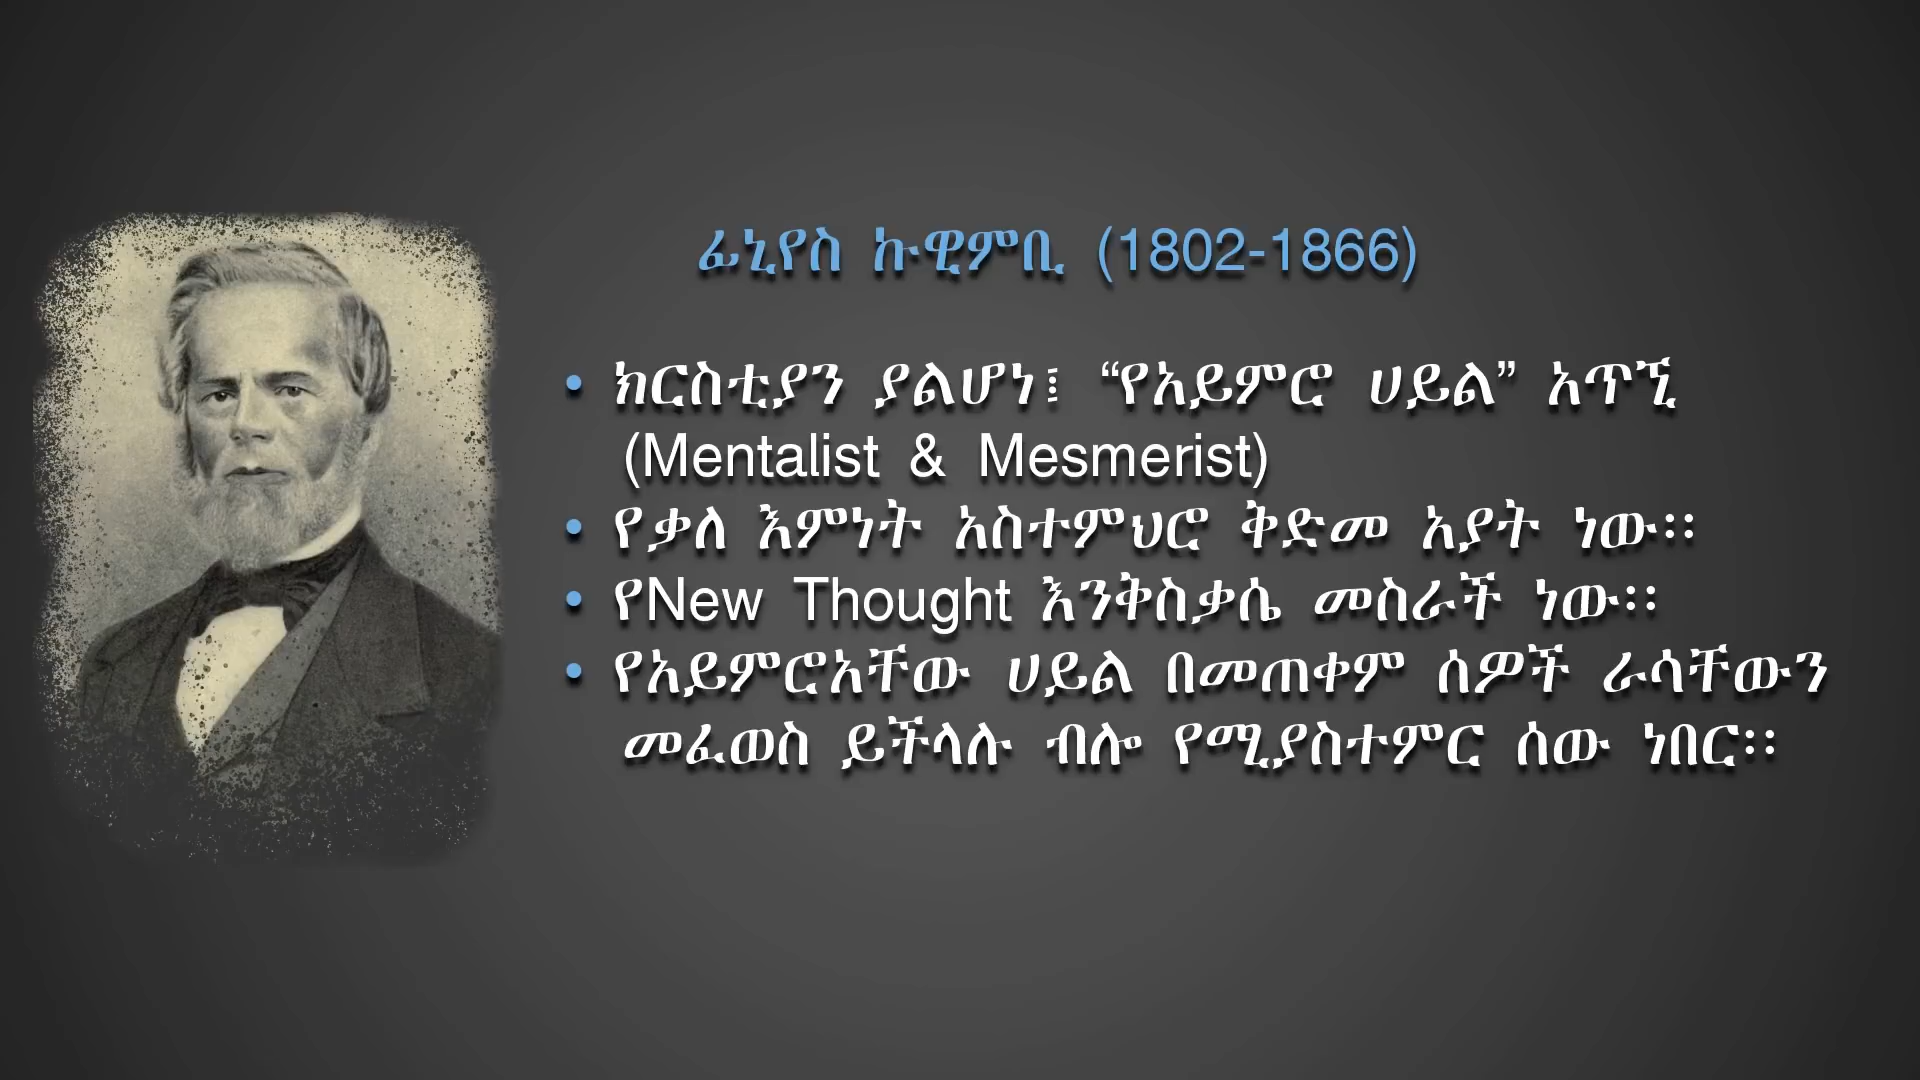 ፊኒየስ ኩዊምቢ (1802-1866)
• ክርስቲያን ያልሆነ፤ “የአይምሮ ሀይል” አጥኚ
(Mentalist & Mesmerist)
• የቃለ እምነት አስተምህሮ ቅድመ አያት ነው፡፡
• የNew Thought እንቅስቃሴ መስራች ነው፡፡
• የአይምሮአቸው ሀይል በመጠቀም ሰዎች ራሳቸውን
መፈወስ ይችላሉ ብሎ የሚያስተምር ሰው ነበር፡፡